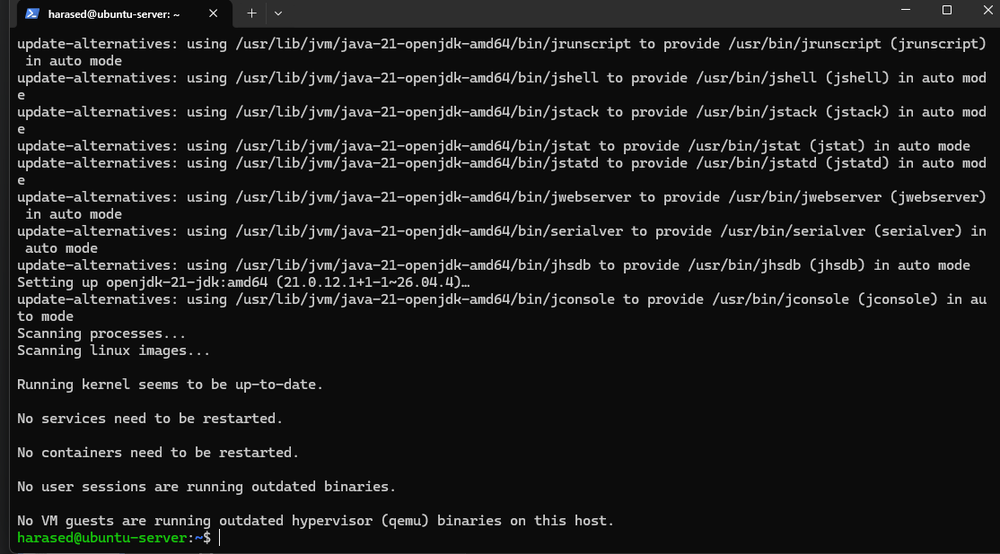 harased@ubuntu-server: ~
update-alternatives: using /usr/lib/jvm/java-21-openjdk-amd64/bin/jrunscript to provide /usr/bin/jrunscript (jrunscript)
 in auto mode
update-alternatives: using /usr/lib/jvm/java-21-openjdk-amd64/bin/jshell to provide /usr/bin/jshell (jshell) in auto mod
e
update-alternatives: using /usr/lib/jvm/java-21-openjdk-amd64/bin/jstack to provide /usr/bin/jstack (jstack) in auto mod
e
update-alternatives: using /usr/lib/jvm/java-21-openjdk-amd64/bin/jstat to provide /usr/bin/jstat (jstat) in auto mode
update-alternatives: using /usr/lib/jvm/java-21-openjdk-amd64/bin/jstatd to provide /usr/bin/jstatd (jstatd) in auto mod
e
update-alternatives: using /usr/lib/jvm/java-21-openjdk-amd64/bin/jwebserver to provide /usr/bin/jwebserver (jwebserver)
 in auto mode
update-alternatives: using /usr/lib/jvm/java-21-openjdk-amd64/bin/serialver to provide /usr/bin/serialver (serialver) in
 auto mode
update-alternatives: using /usr/lib/jvm/java-21-openjdk-amd64/bin/jhsdb to provide /usr/bin/jhsdb (jhsdb) in auto mode
Setting up openjdk-21-jdk:amd64 (21.0.12.1+1-1~26.04.4)…
update-alternatives: using /usr/lib/jvm/java-21-openjdk-amd64/bin/jconsole to provide /usr/bin/jconsole (jconsole) in au
to mode
Scanning processes...
Scanning linux images...
Running kernel seems to be up-to-date.
No services need to be restarted.
No containers need to be restarted.
No user sessions are running outdated binaries.
No VM guests are running outdated hypervisor (qemu) binaries on this host.
harased@ubuntu-server:~$